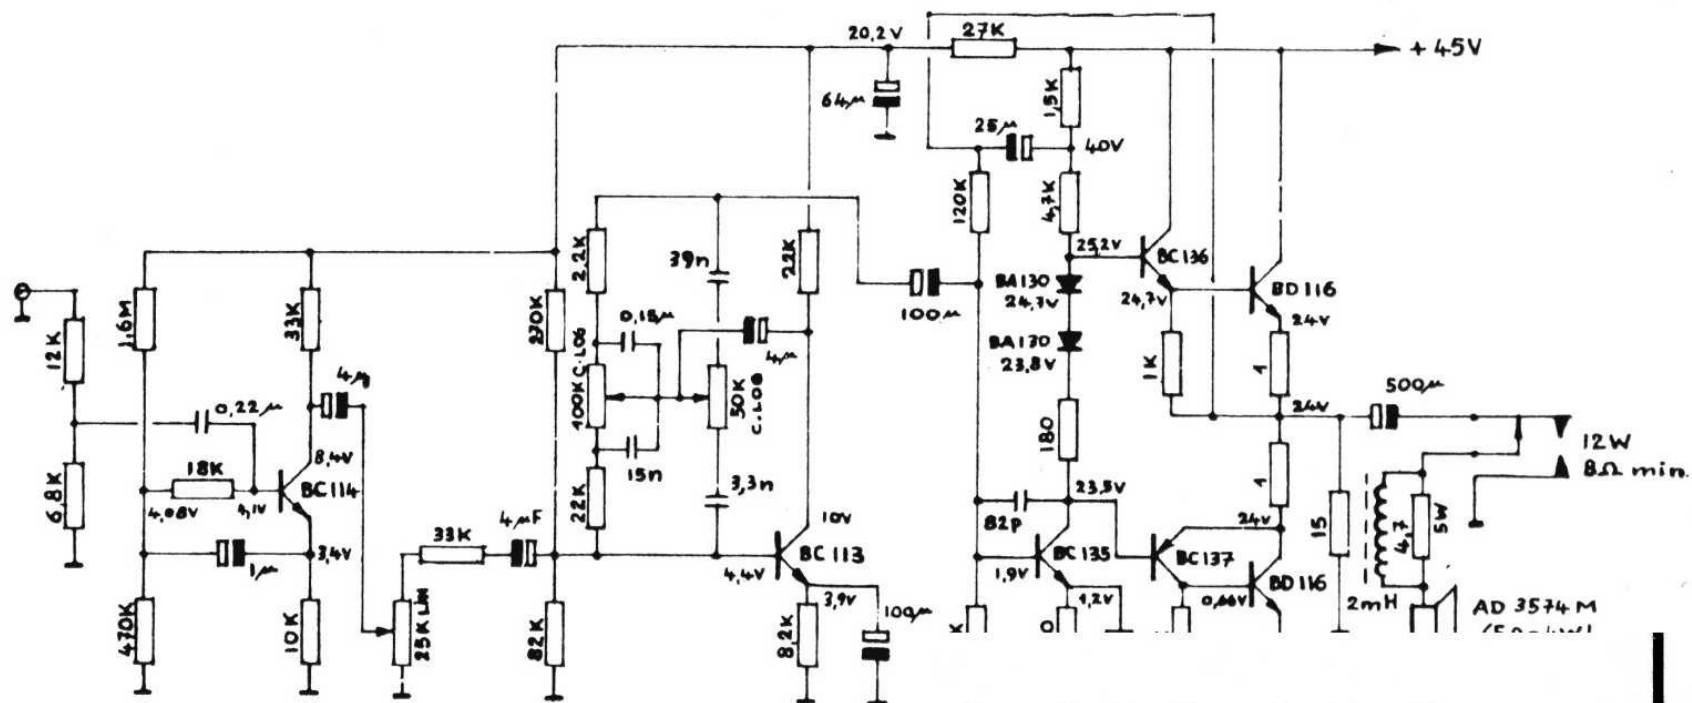 20,2V
27K
+ 45V
64µ
1,5K
25µ
40V
120K
4,7K
25,2V
BC136
2,2K
39n
22K
BA130
24,7V
24,7V
BD116
1,6M
33K
270K
0,15µ
100µ
24V
12K
4µ
BA130
23,8V
1K
1
4µ
100K C.LOG
50K
C.LOG
500µ
0,22µ
24V
180
12W
8Ω min.
8,4V
18K
BC114
15n
3,3n
23,5V
1
6,8K
4,08V
4,1V
22K
10V
82p
24V
15
4,7
5W
33K
4µF
BC113
BC135
BC137
3,4V
1µ
4,4V
1,9V
BD116
3,9V
1,2V
0,66V
2mH
AD 3574 M
100µ
470K
10K
25K LIN
82K
8,2K
K